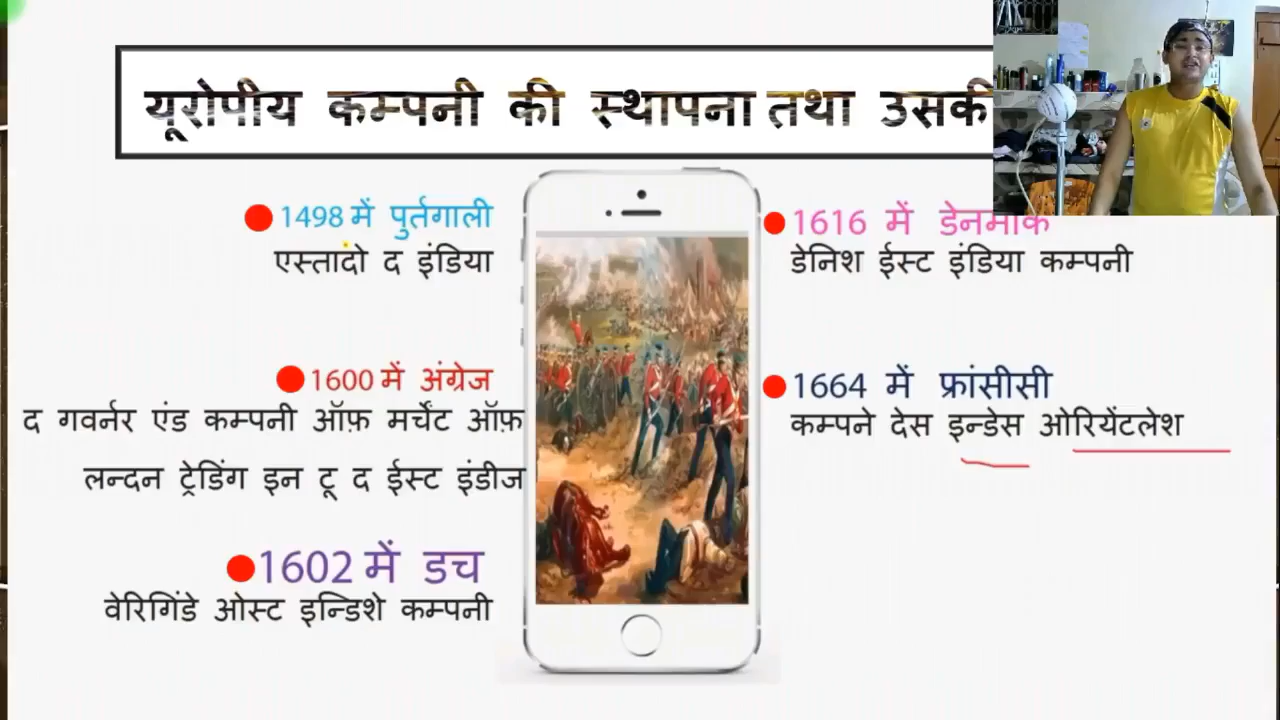 यूरोपीय कम्पनी की स्थापना तथा उसकी
1498 में पुर्तगाली
एस्तादो द इंडिया
1600 में अंग्रेज
द गवर्नर एंड कम्पनी ऑफ़ मर्चेंट ऑफ़
लन्दन ट्रेडिंग इन टू द ईस्ट इंडीज
1602 में डच
वेरिगिंडे ओस्ट इन्डिशे कम्पनी
1616 में डेनमार्क
डेनिश ईस्ट इंडिया कम्पनी
1664 में फ्रांसीसी
कम्पने देस इन्डेस ओरियेंटलेश